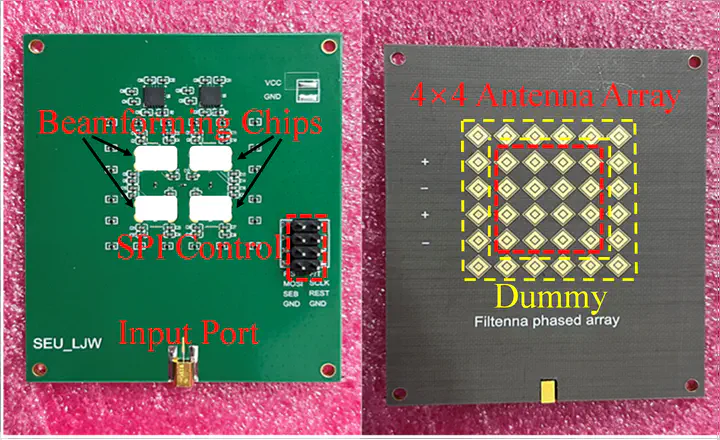 VCC
GND
Beamforming Chips
SPI Control
MOSI SCLK
SEB REST
GND GND
Input Port
SEU_LJW
4×4 Antenna Array
+
−
+
−
Dummy
Filtenna phased array